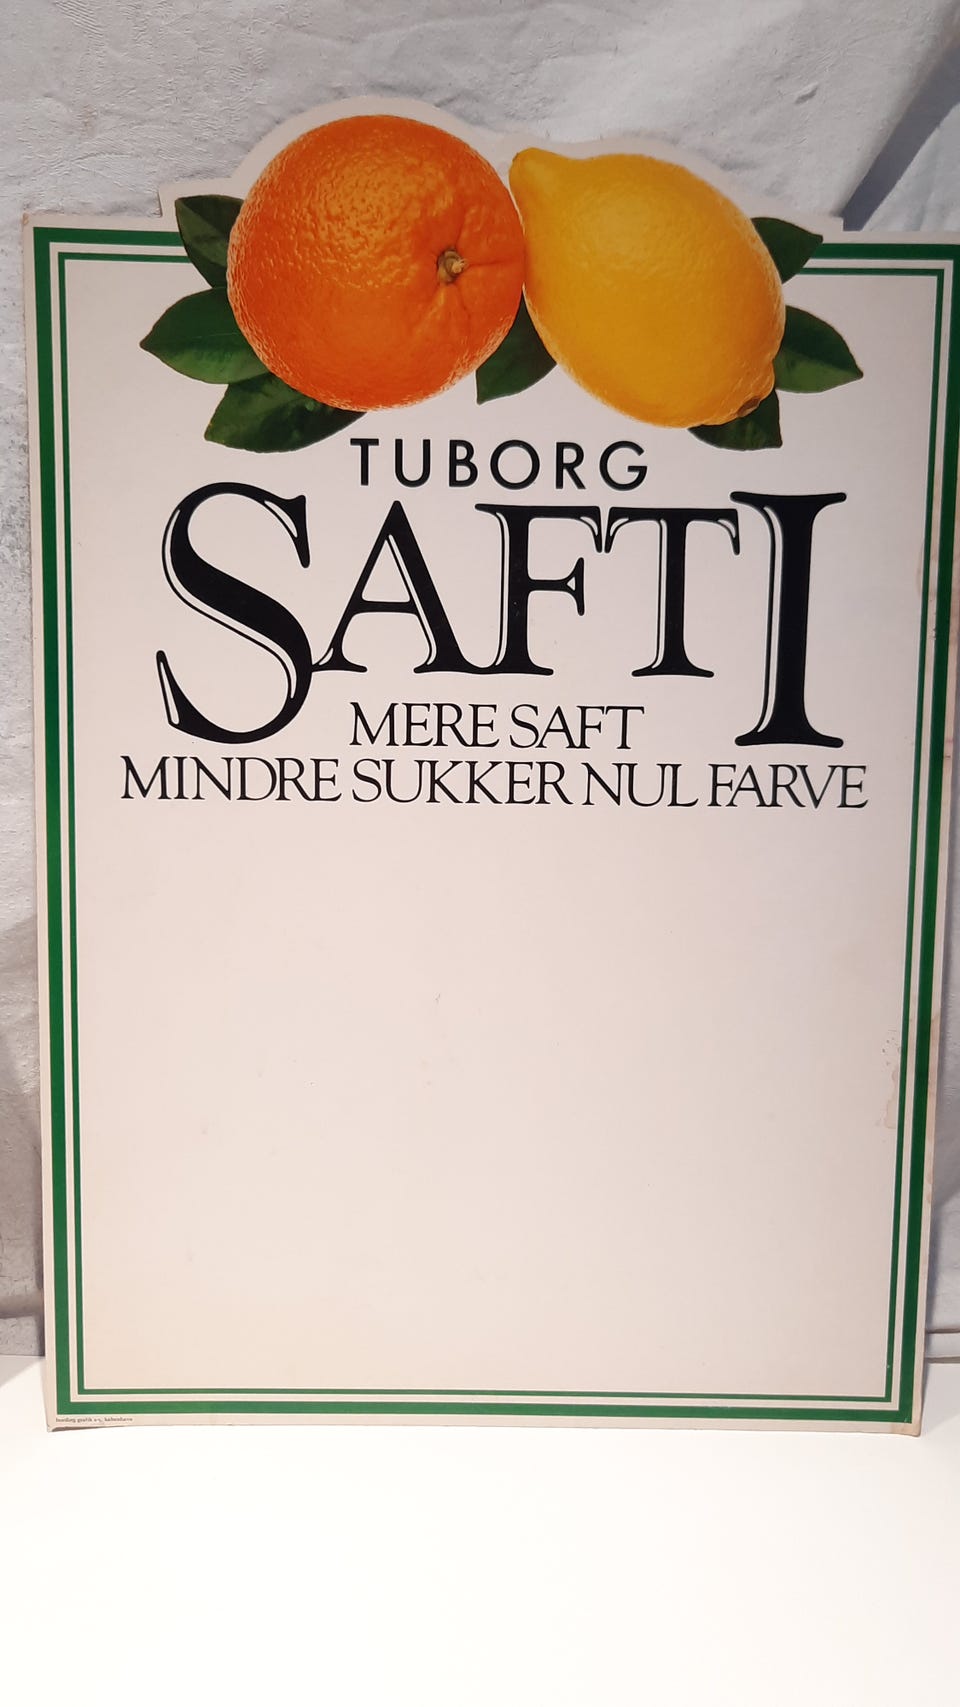 TUBORG
SAFTI
MERE SAFT
MINDRE SUKKER NUL FARVE